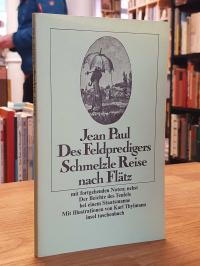 Jean Paul
Des Feldpredigers
Schmelzle Reise
nach Flätz
mit fortgehenden Noten; nebst
Der Beichte des Teufels
bei einem Staatsmanne
Mit Illustrationen von Karl Thylmann
insel taschenbuch